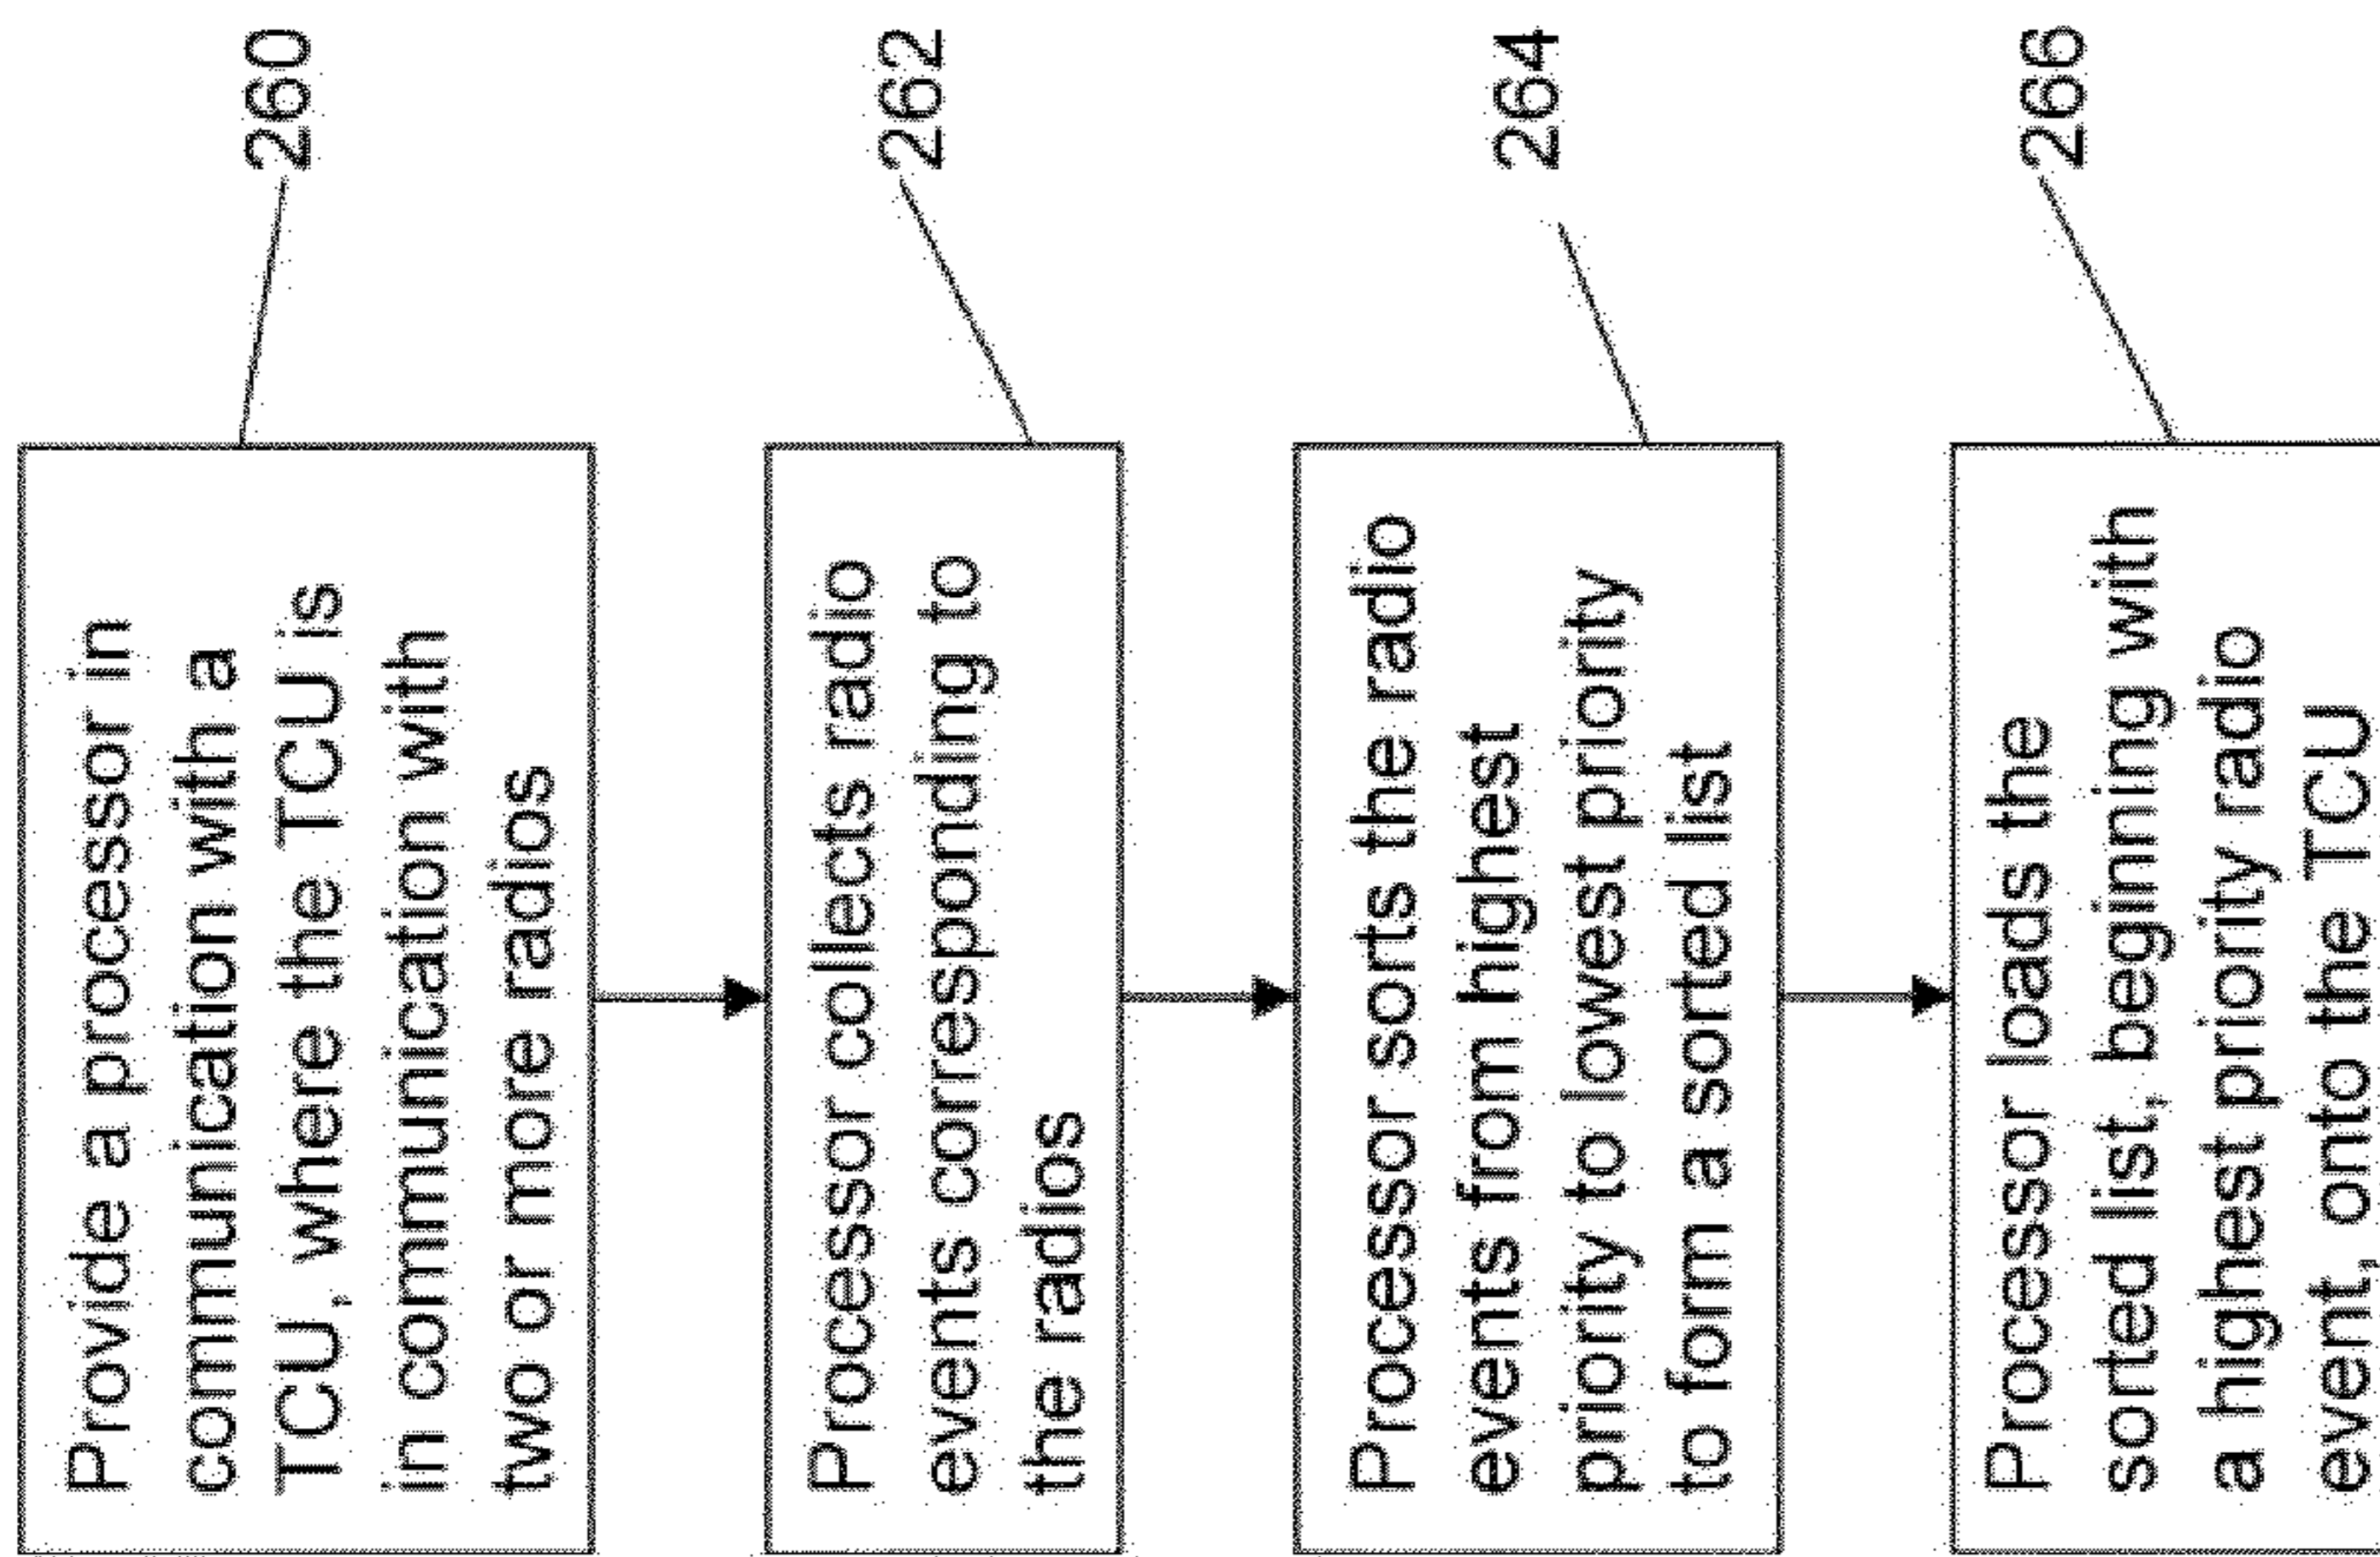 Provide a processor in
communication with a
TCU, where the TCU is
in communication with
two or more radios
260
Processor collects radio
events corresponding to
the radios
262
Processor sorts the radio
events from highest
priority to lowest priority
to form a sorted list
264
Processor loads the
sorted list, beginning with
a highest priority radio
event, onto the TCU
266